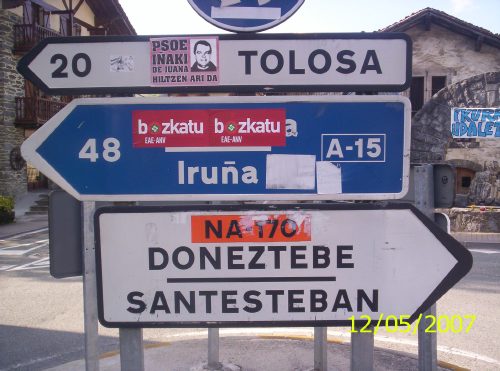 20 TOLOSA
PSOE
IÑAKI
DE JUANA
HILTZEN ARI DA
bozkatu bozkatu
EAE-ANV EAE-ANV
48 Iruña A-15
NA-170
DONEZTEBE
SANTESTEBAN
12/05/2007